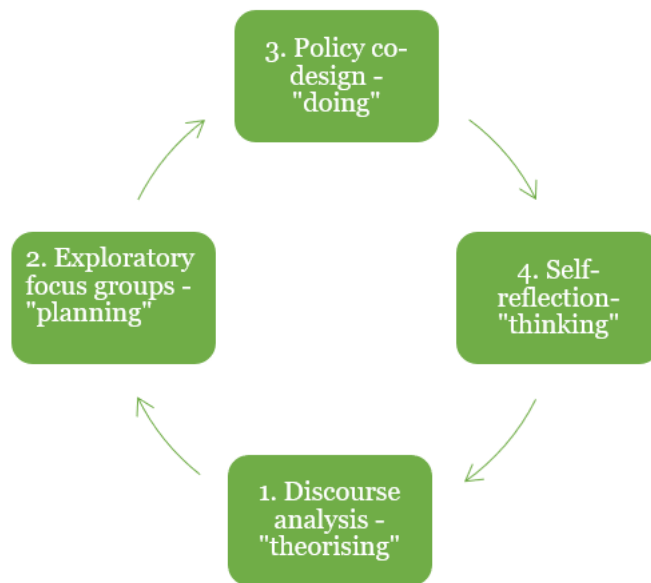 3. Policy co-
design -
"doing"
2. Exploratory
focus groups -
"planning"
4. Self-
reflection-
"thinking"
1. Discourse
analysis -
"theorising"